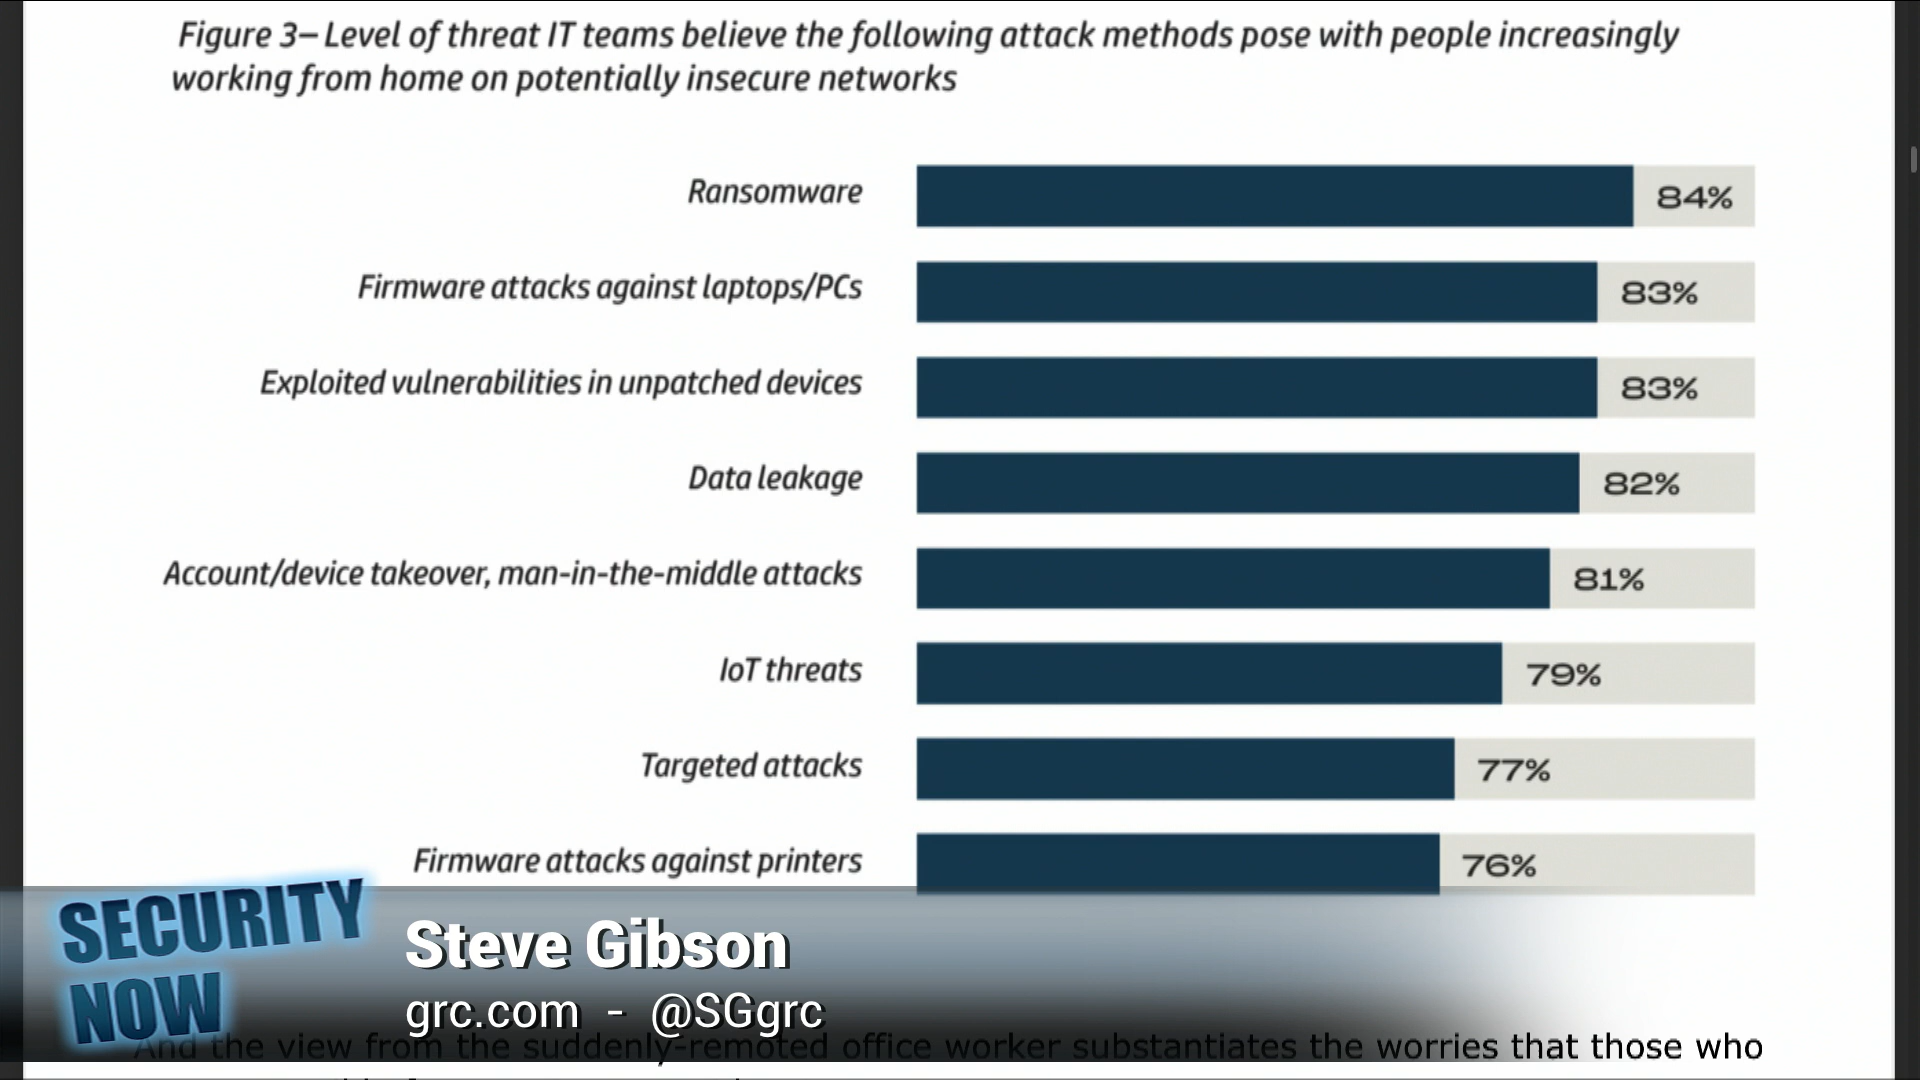 Figure 3– Level of threat IT teams believe the following attack methods pose with people increasingly
working from home on potentially insecure networks
Ransomware 84%
Firmware attacks against laptops/PCs 83%
Exploited vulnerabilities in unpatched devices 83%
Data leakage 82%
Account/device takeover, man-in-the-middle attacks 81%
IoT threats 79%
Targeted attacks 77%
Firmware attacks against printers 76%
SECURITY
NOW
Steve Gibson
grc.com - @SGgrc
And the view from the suddenly-remoted office worker substantiates the worries that those who